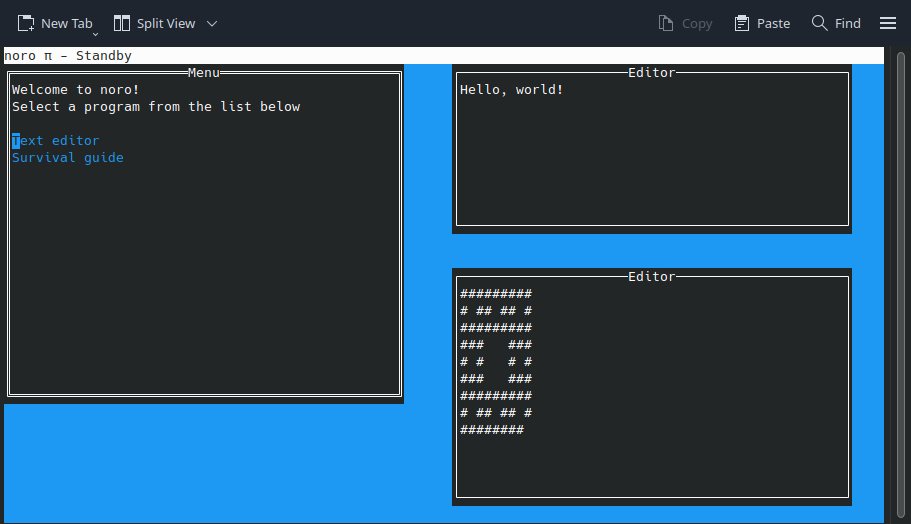 New Tab Split View Copy Paste Find
noro π – Standby
Menu
Welcome to noro!
Select a program from the list below
Text editor
Survival guide
Editor
Hello, world!
Editor
#########
# ## ## #
#########
###   ###
# #   # #
###   ###
#########
# ## ## #
########